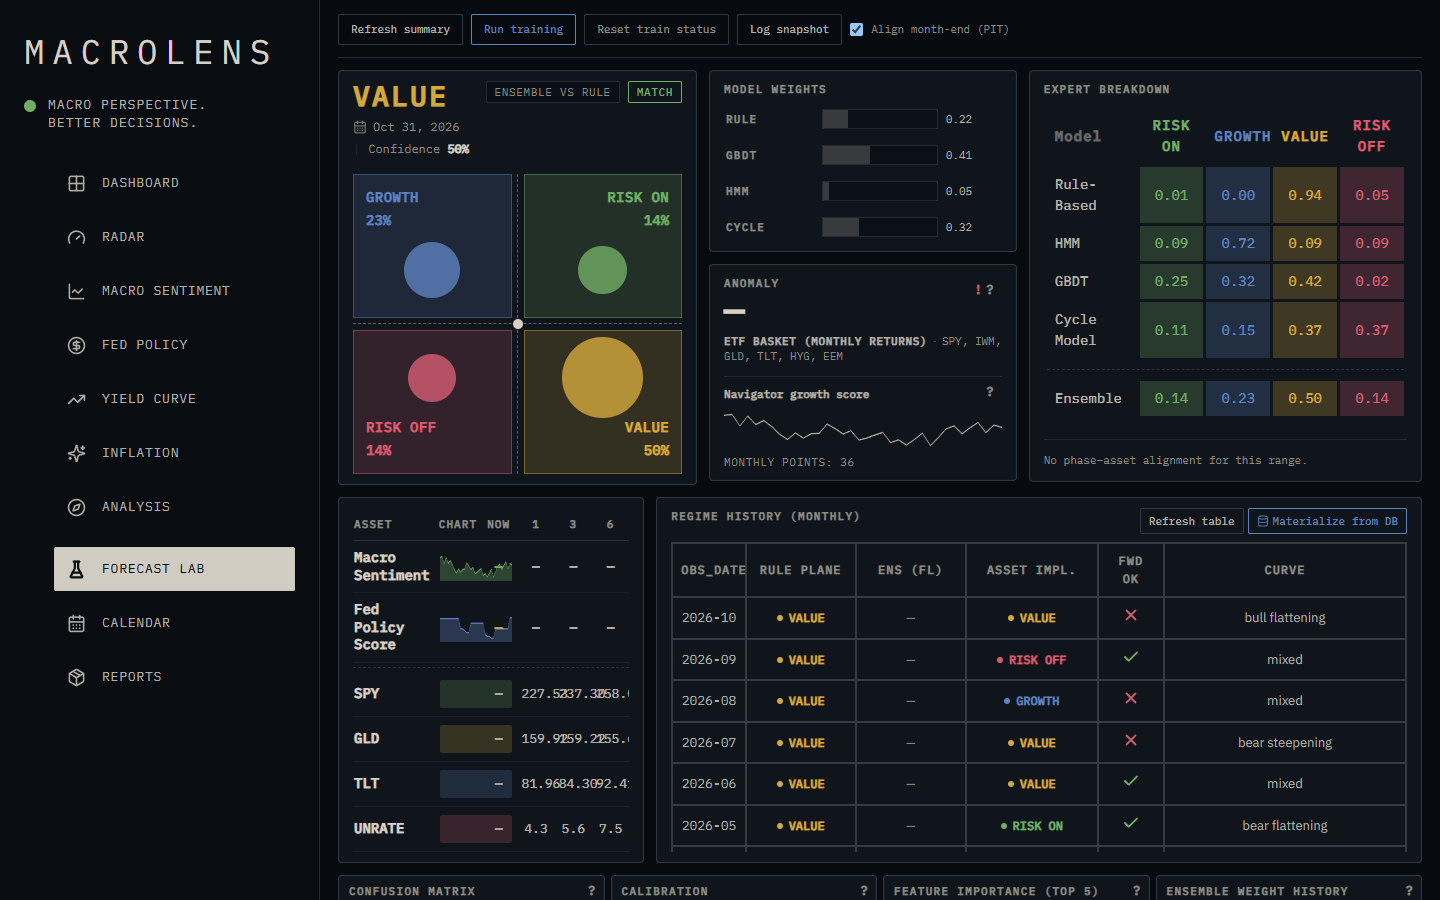 MACROLENS
MACRO PERSPECTIVE.
BETTER DECISIONS.
DASHBOARD
RADAR
MACRO SENTIMENT
FED POLICY
YIELD CURVE
INFLATION
ANALYSIS
FORECAST LAB
CALENDAR
REPORTS
Refresh summary Run training Reset train status Log snapshot Align month-end (PIT)
VALUE ENSEMBLE VS RULE MATCH
Oct 31, 2026
Confidence 50%
GROWTH RISK ON
23% 14%
RISK OFF VALUE
14% 50%
MODEL WEIGHTS
RULE 0.22
GBDT 0.41
HMM 0.05
CYCLE 0.32
ANOMALY
! ?
—
ETF BASKET (MONTHLY RETURNS) · SPY, IWM,
GLD, TLT, HYG, EEM
Navigator growth score ?
MONTHLY POINTS: 36
EXPERT BREAKDOWN
Model RISK ON GROWTH VALUE RISK OFF
Rule-Based 0.01 0.00 0.94 0.05
HMM 0.09 0.72 0.09 0.09
GBDT 0.25 0.32 0.42 0.02
Cycle Model 0.11 0.15 0.37 0.37
Ensemble 0.14 0.23 0.50 0.14
No phase-asset alignment for this range.
ASSET CHART NOW 1 3 6
Macro Sentiment — — — —
Fed Policy Score — — — —
SPY — 227.53 237.30
GLD — 159.92 159.22
TLT — 81.96 84.30
UNRATE — 4.3 5.6 7.5
REGIME HISTORY (MONTHLY) Refresh table Materialize from DB
OBS_DATE RULE PLANE ENS (FL) ASSET IMPL. FWD OK CURVE
2026-10 VALUE — VALUE ✕ bull flattening
2026-09 VALUE — RISK OFF ✓ mixed
2026-08 VALUE — GROWTH ✕ mixed
2026-07 VALUE — VALUE ✕ bear steepening
2026-06 VALUE — VALUE ✓ mixed
2026-05 VALUE — RISK ON ✓ bear flattening
CONFUSION MATRIX ?
CALIBRATION ?
FEATURE IMPORTANCE (TOP 5) ?
ENSEMBLE WEIGHT HISTORY ?